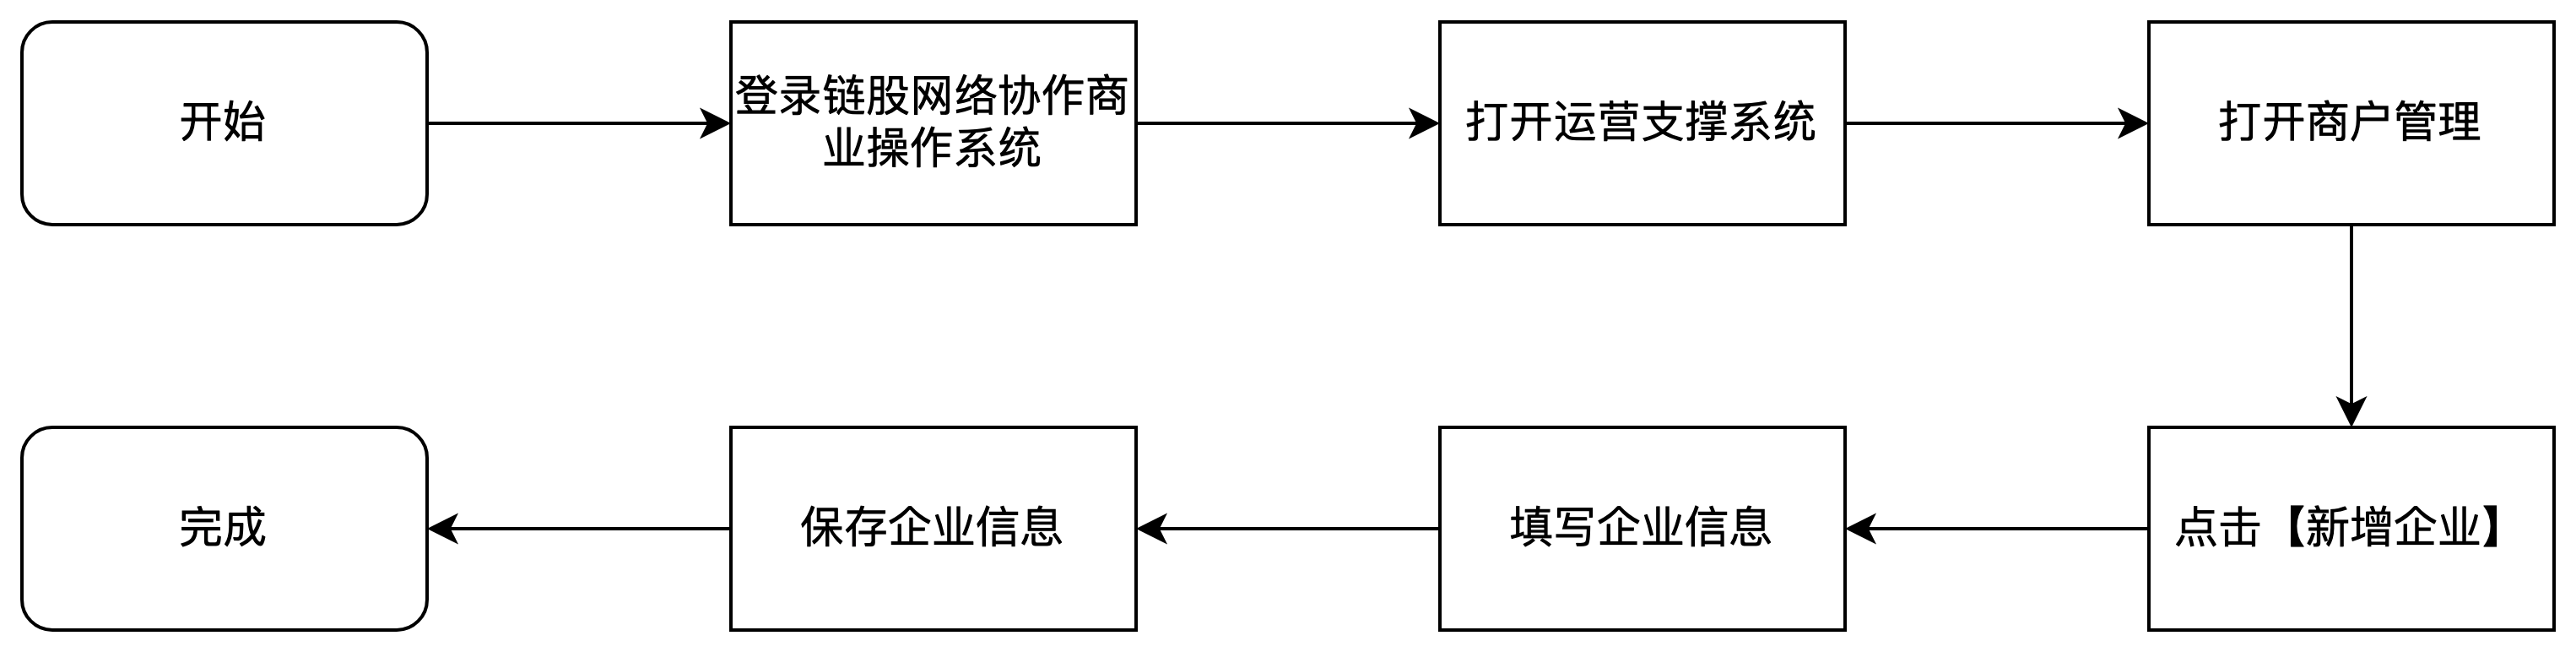 开始
登录链股网络协作商
业操作系统
打开运营支撑系统
打开商户管理
点击【新增企业】
填写企业信息
保存企业信息
完成